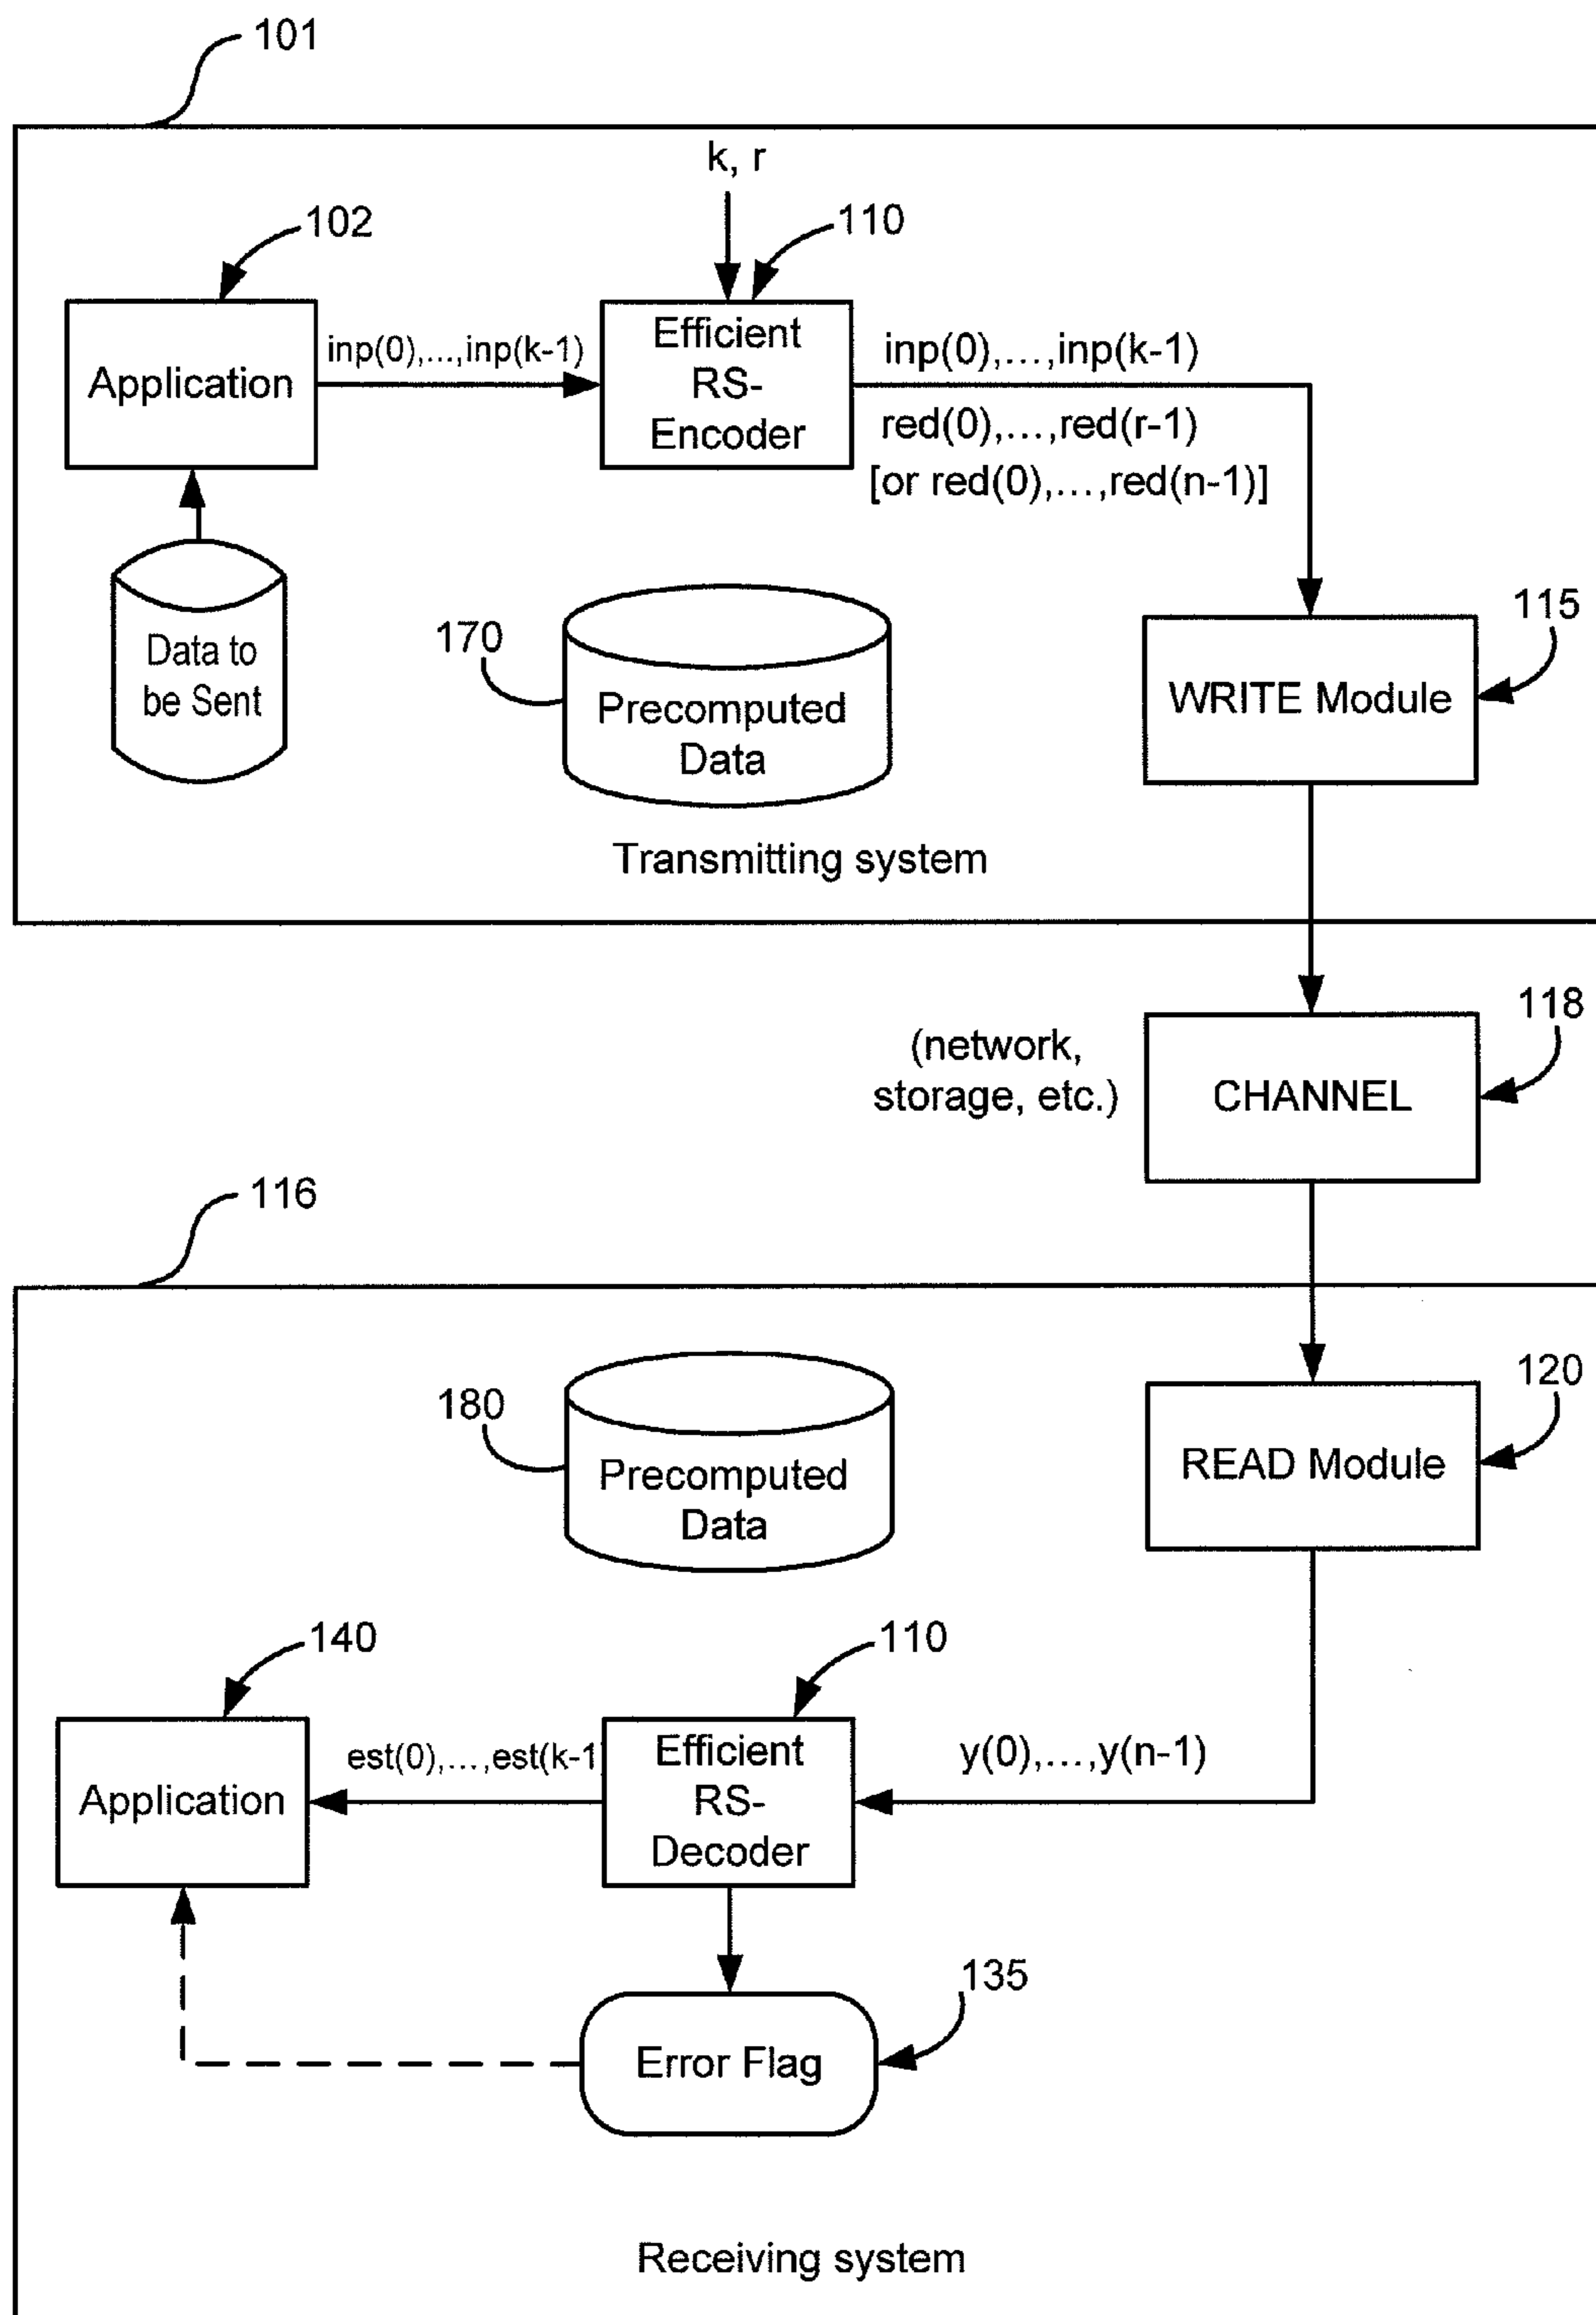 101
k, r
102
110
Application
inp(0),...,inp(k-1)
Efficient
RS-
Encoder
inp(0),...,inp(k-1)
red(0),...,red(r-1)
[or red(0),...,red(n-1)]
Data to
be Sent
170
Precomputed
Data
115
WRITE Module
Transmitting system
(network,
storage, etc.)
118
CHANNEL
116
180
Precomputed
Data
120
READ Module
140
110
Application
est(0),...,est(k-1
Efficient
RS-
Decoder
y(0),...,y(n-1)
135
Error Flag
Receiving system